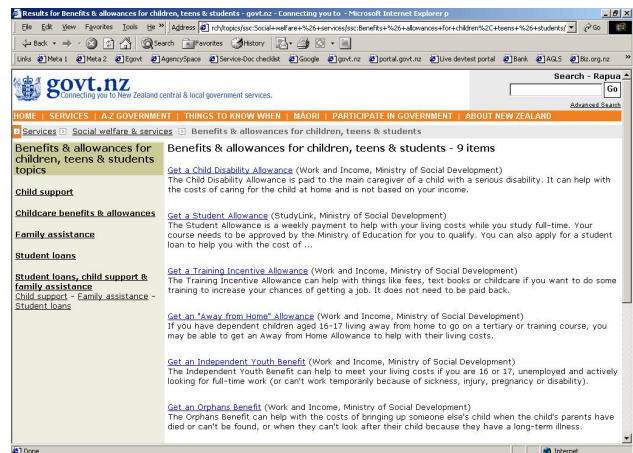 Results for Benefits & allowances for children, teens & students - govt.nz - Connecting you to - Microsoft Internet Explorer p
File Edit View Favorites Tools He » Address rch/topics/ssc:Social+welfare+%26+services/ssc:Benefits+%26+allowances+for+children%2C+teens+%26+students/ Go
Back Search Favorites History
Links Meta 1 Meta 2 Egovt AgencySpace Service-Doc checklist Google govt.nz portal.govt.nz Live devtest portal Bank AGLS Biz.org.nz »
Search - Rapua
govt.nz
Go
Connecting you to New Zealand central & local government services.
Advanced Search
HOME | SERVICES | A-Z GOVERNMENT | THINGS TO KNOW WHEN | MĀORI | PARTICIPATE IN GOVERNMENT | ABOUT NEW ZEALAND
Services Social welfare & services Benefits & allowances for children, teens & students
Benefits & allowances for
children, teens & students
topics
Child support
Childcare benefits & allowances
Family assistance
Student loans
Student loans, child support &
family assistance
Child support - Family assistance -
Student loans
Benefits & allowances for children, teens & students - 9 items
Get a Child Disability Allowance (Work and Income, Ministry of Social Development)
The Child Disability Allowance is paid to the main caregiver of a child with a serious disability. It can help with
the costs of caring for the child at home and is not based on your income.
Get a Student Allowance (StudyLink, Ministry of Social Development)
The Student Allowance is a weekly payment to help with your living costs while you study full-time. Your
course needs to be approved by the Ministry of Education for you to qualify. You can also apply for a student
loan to help you with the cost of ...
Get a Training Incentive Allowance (Work and Income, Ministry of Social Development)
The Training Incentive Allowance can help with things like fees, text books or childcare if you want to do some
training to increase your chances of getting a job. It does not need to be paid back.
Get an "Away from Home" Allowance (Work and Income, Ministry of Social Development)
If you have dependent children aged 16-17 living away from home to go on a tertiary or training course, you
may be able to get an Away from Home Allowance to help with their living costs.
Get an Independent Youth Benefit (Work and Income, Ministry of Social Development)
The Independent Youth Benefit can help to meet your living costs if you are 16 or 17, unemployed and actively
looking for full-time work (or can't work temporarily because of sickness, injury, pregnancy or disability).
Get an Orphans Benefit (Work and Income, Ministry of Social Development)
The Orphans Benefit can help with the costs of bringing up someone else's child when the child's parents have
died or can't be found, or when they can't look after their child because they have a long-term illness.
Done Internet